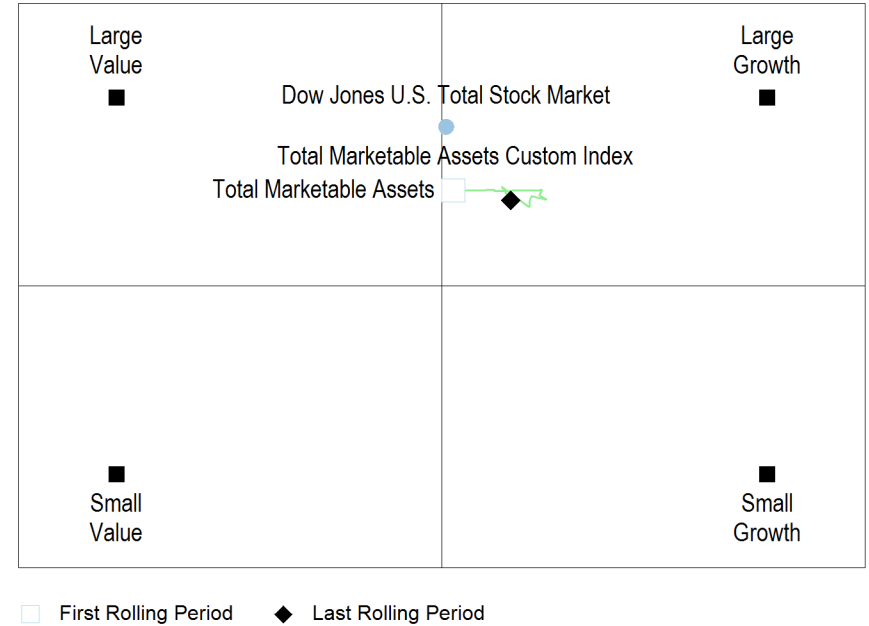 Large
Value
Large
Growth
Dow Jones U.S. Total Stock Market
Total Marketable Assets Custom Index
Total Marketable Assets
Small
Value
Small
Growth
First Rolling Period
Last Rolling Period